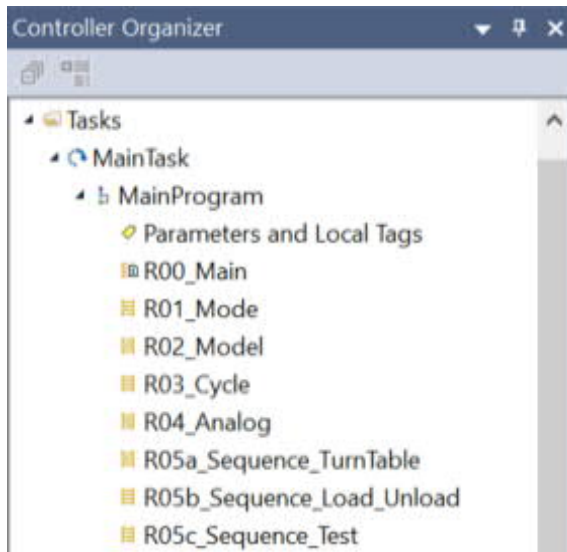 Controller Organizer
Tasks
MainTask
MainProgram
Parameters and Local Tags
R00_Main
R01_Mode
R02_Model
R03_Cycle
R04_Analog
R05a_Sequence_TurnTable
R05b_Sequence_Load_Unload
R05c_Sequence_Test